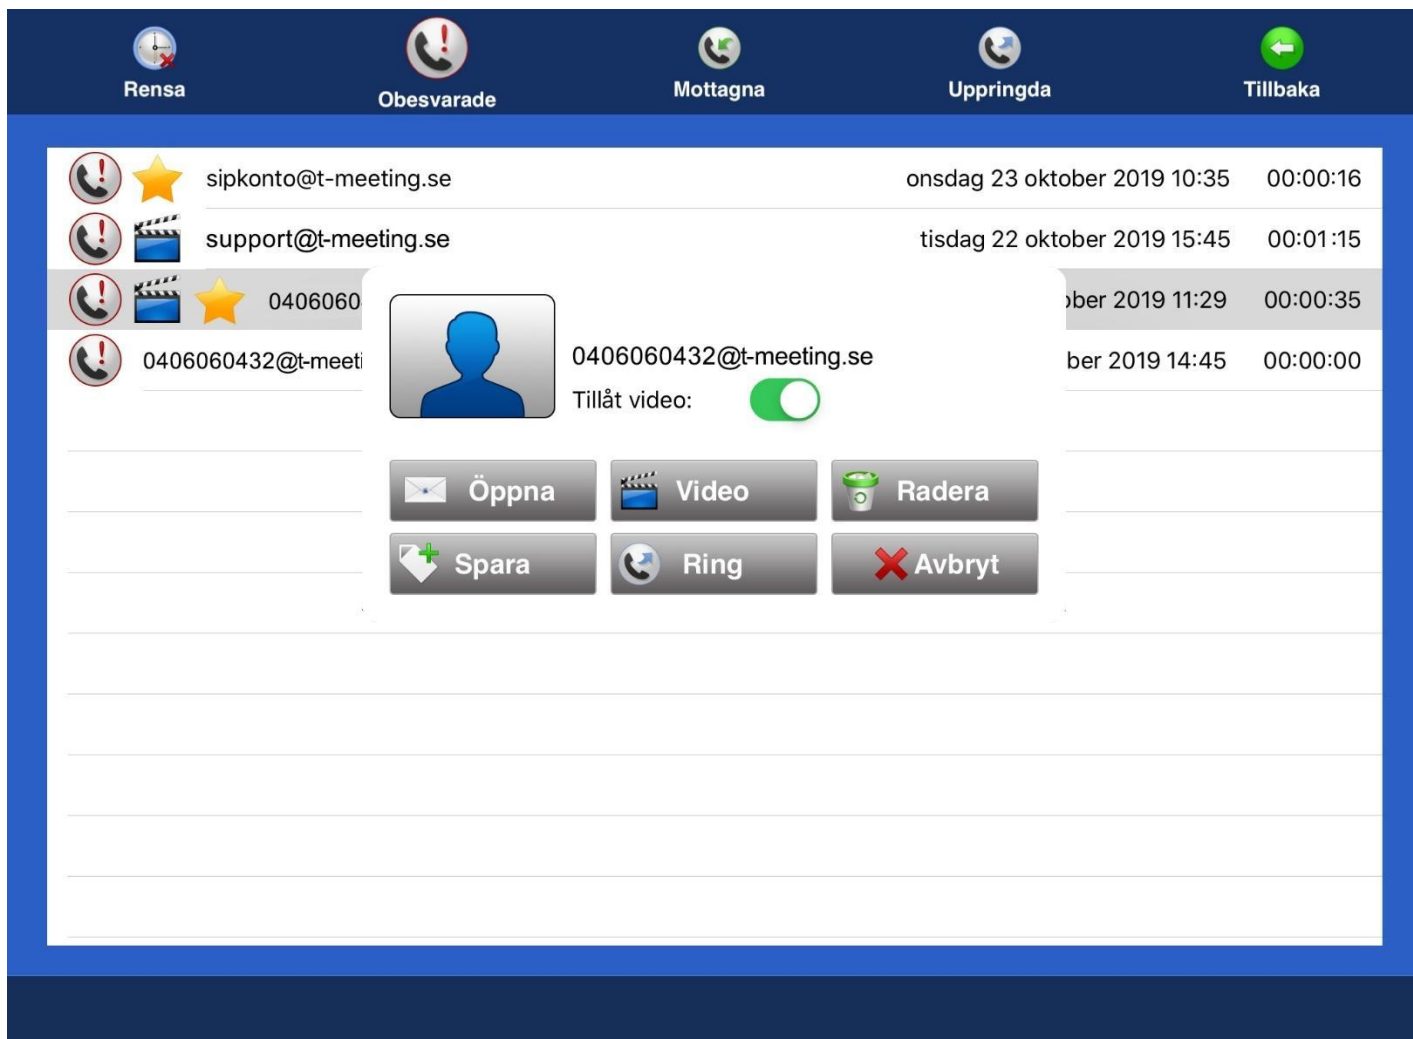 Rensa
Obesvarade
Mottagna
Uppringda
Tillbaka
sipkonto@t-meeting.se onsdag 23 oktober 2019 10:35 00:00:16
support@t-meeting.se tisdag 22 oktober 2019 15:45 00:01:15
0406060 ber 2019 11:29 00:00:35
0406060432@t-meeti ber 2019 14:45 00:00:00
0406060432@t-meeting.se
Tillåt video:
Öppna Video Radera
Spara Ring Avbryt